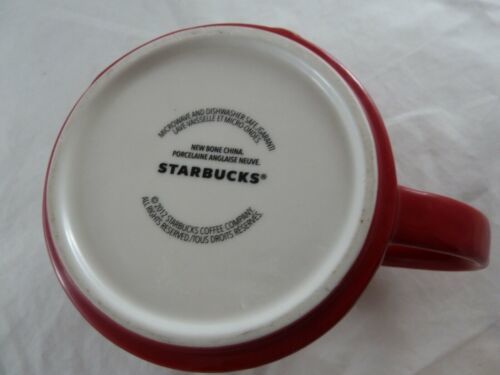 MICROWAVE AND DISHWASHER SAFE./GARANTI
LAVE-VAISSELLE ET MICRO-ONDES
NEW BONE CHINA.
PORCELAINE ANGLAISE NEUVE.
STARBUCKS®
© 2012 STARBUCKS COFFEE COMPANY.
ALL RIGHTS RESERVED./TOUS DROITS RÉSERVÉS.